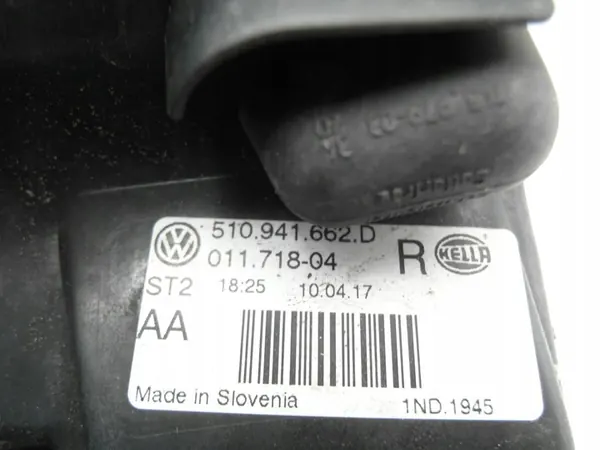 510.941.662.D
011.718-04 R HELLA
ST2 18:25 10.04.17
AA
Made in Slovenia 1ND.1945